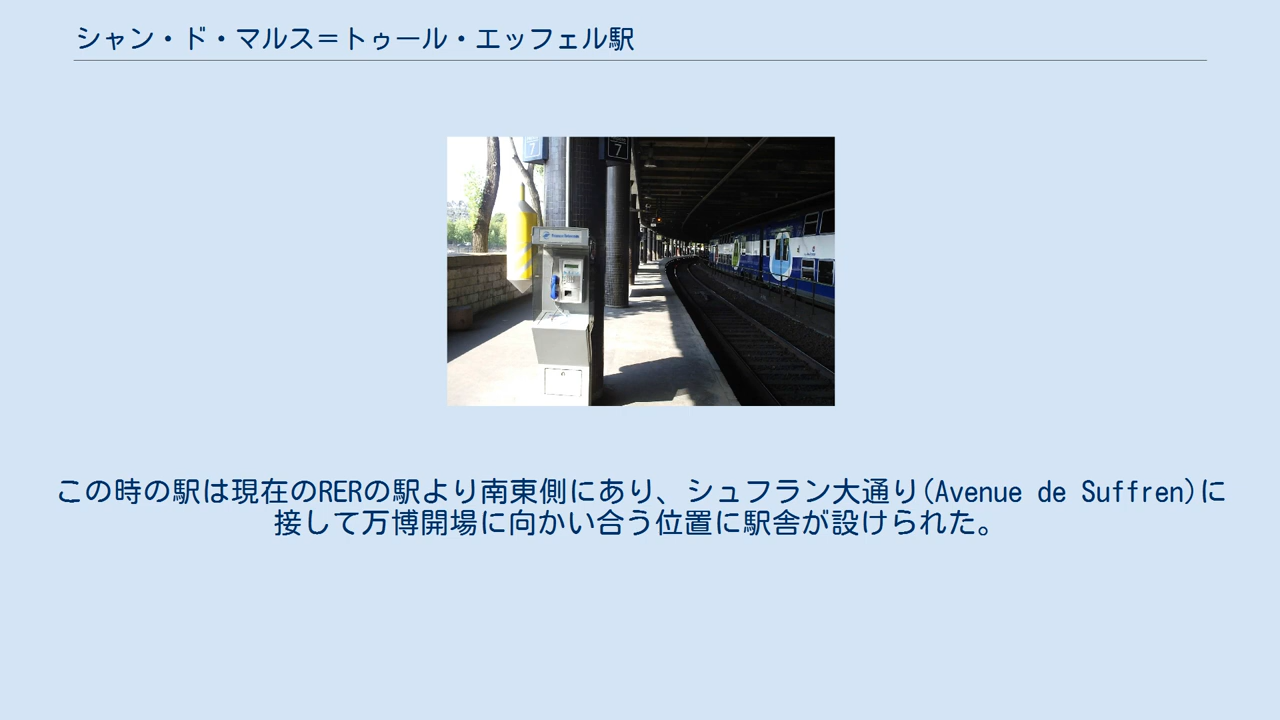 シャン・ド・マルス＝トゥール・エッフェル駅
7
7
この時の駅は現在のRERの駅より南東側にあり、シュフラン大通り(Avenue de Suffren)に
接して万博開場に向かい合う位置に駅舎が設けられた。